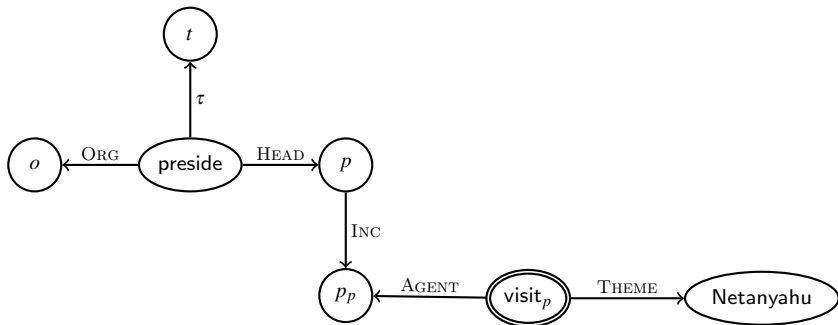 t
τ
o ORG preside HEAD p
INC
p_p AGENT visit_p THEME Netanyahu